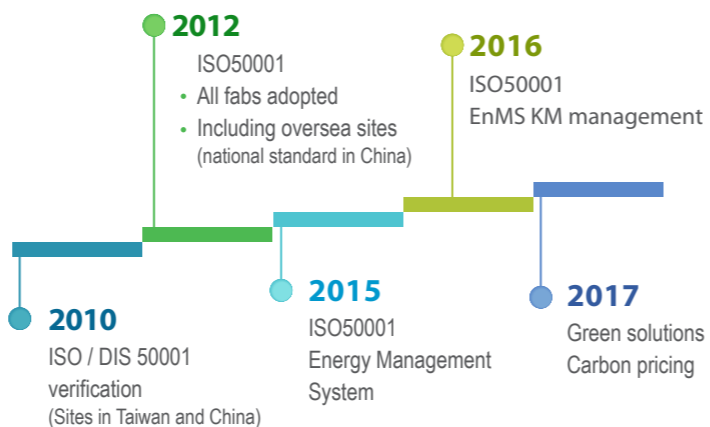 2012
ISO50001
• All fabs adopted
• Including oversea sites
(national standard in China)
2016
ISO50001
EnMS KM management
2010
ISO / DIS 50001
verification
(Sites in Taiwan and China)
2015
ISO50001
Energy Management
System
2017
Green solutions
Carbon pricing